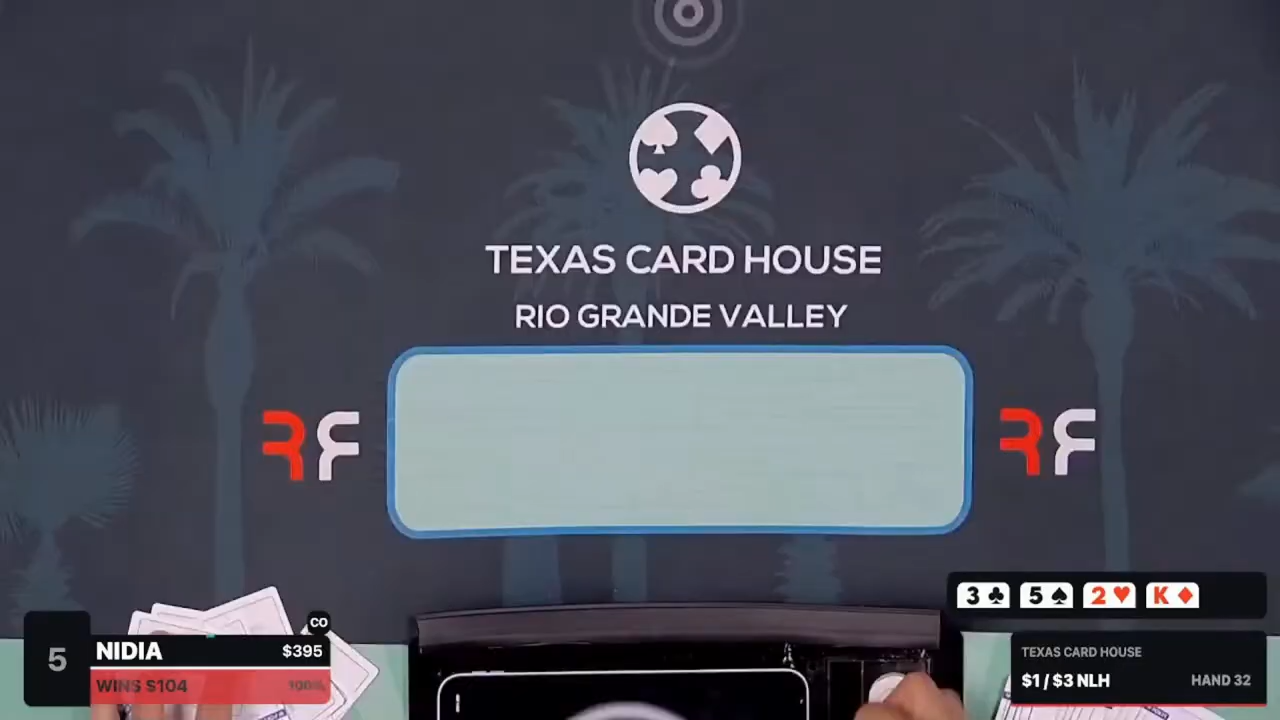 TEXAS CARD HOUSE
RIO GRANDE VALLEY
RF
RF
3♣ 5♠ 2♥ K♦
CO
5
NIDIA $395
WINS $104 100%
TEXAS CARD HOUSE
$1 / $3 NLH HAND 32